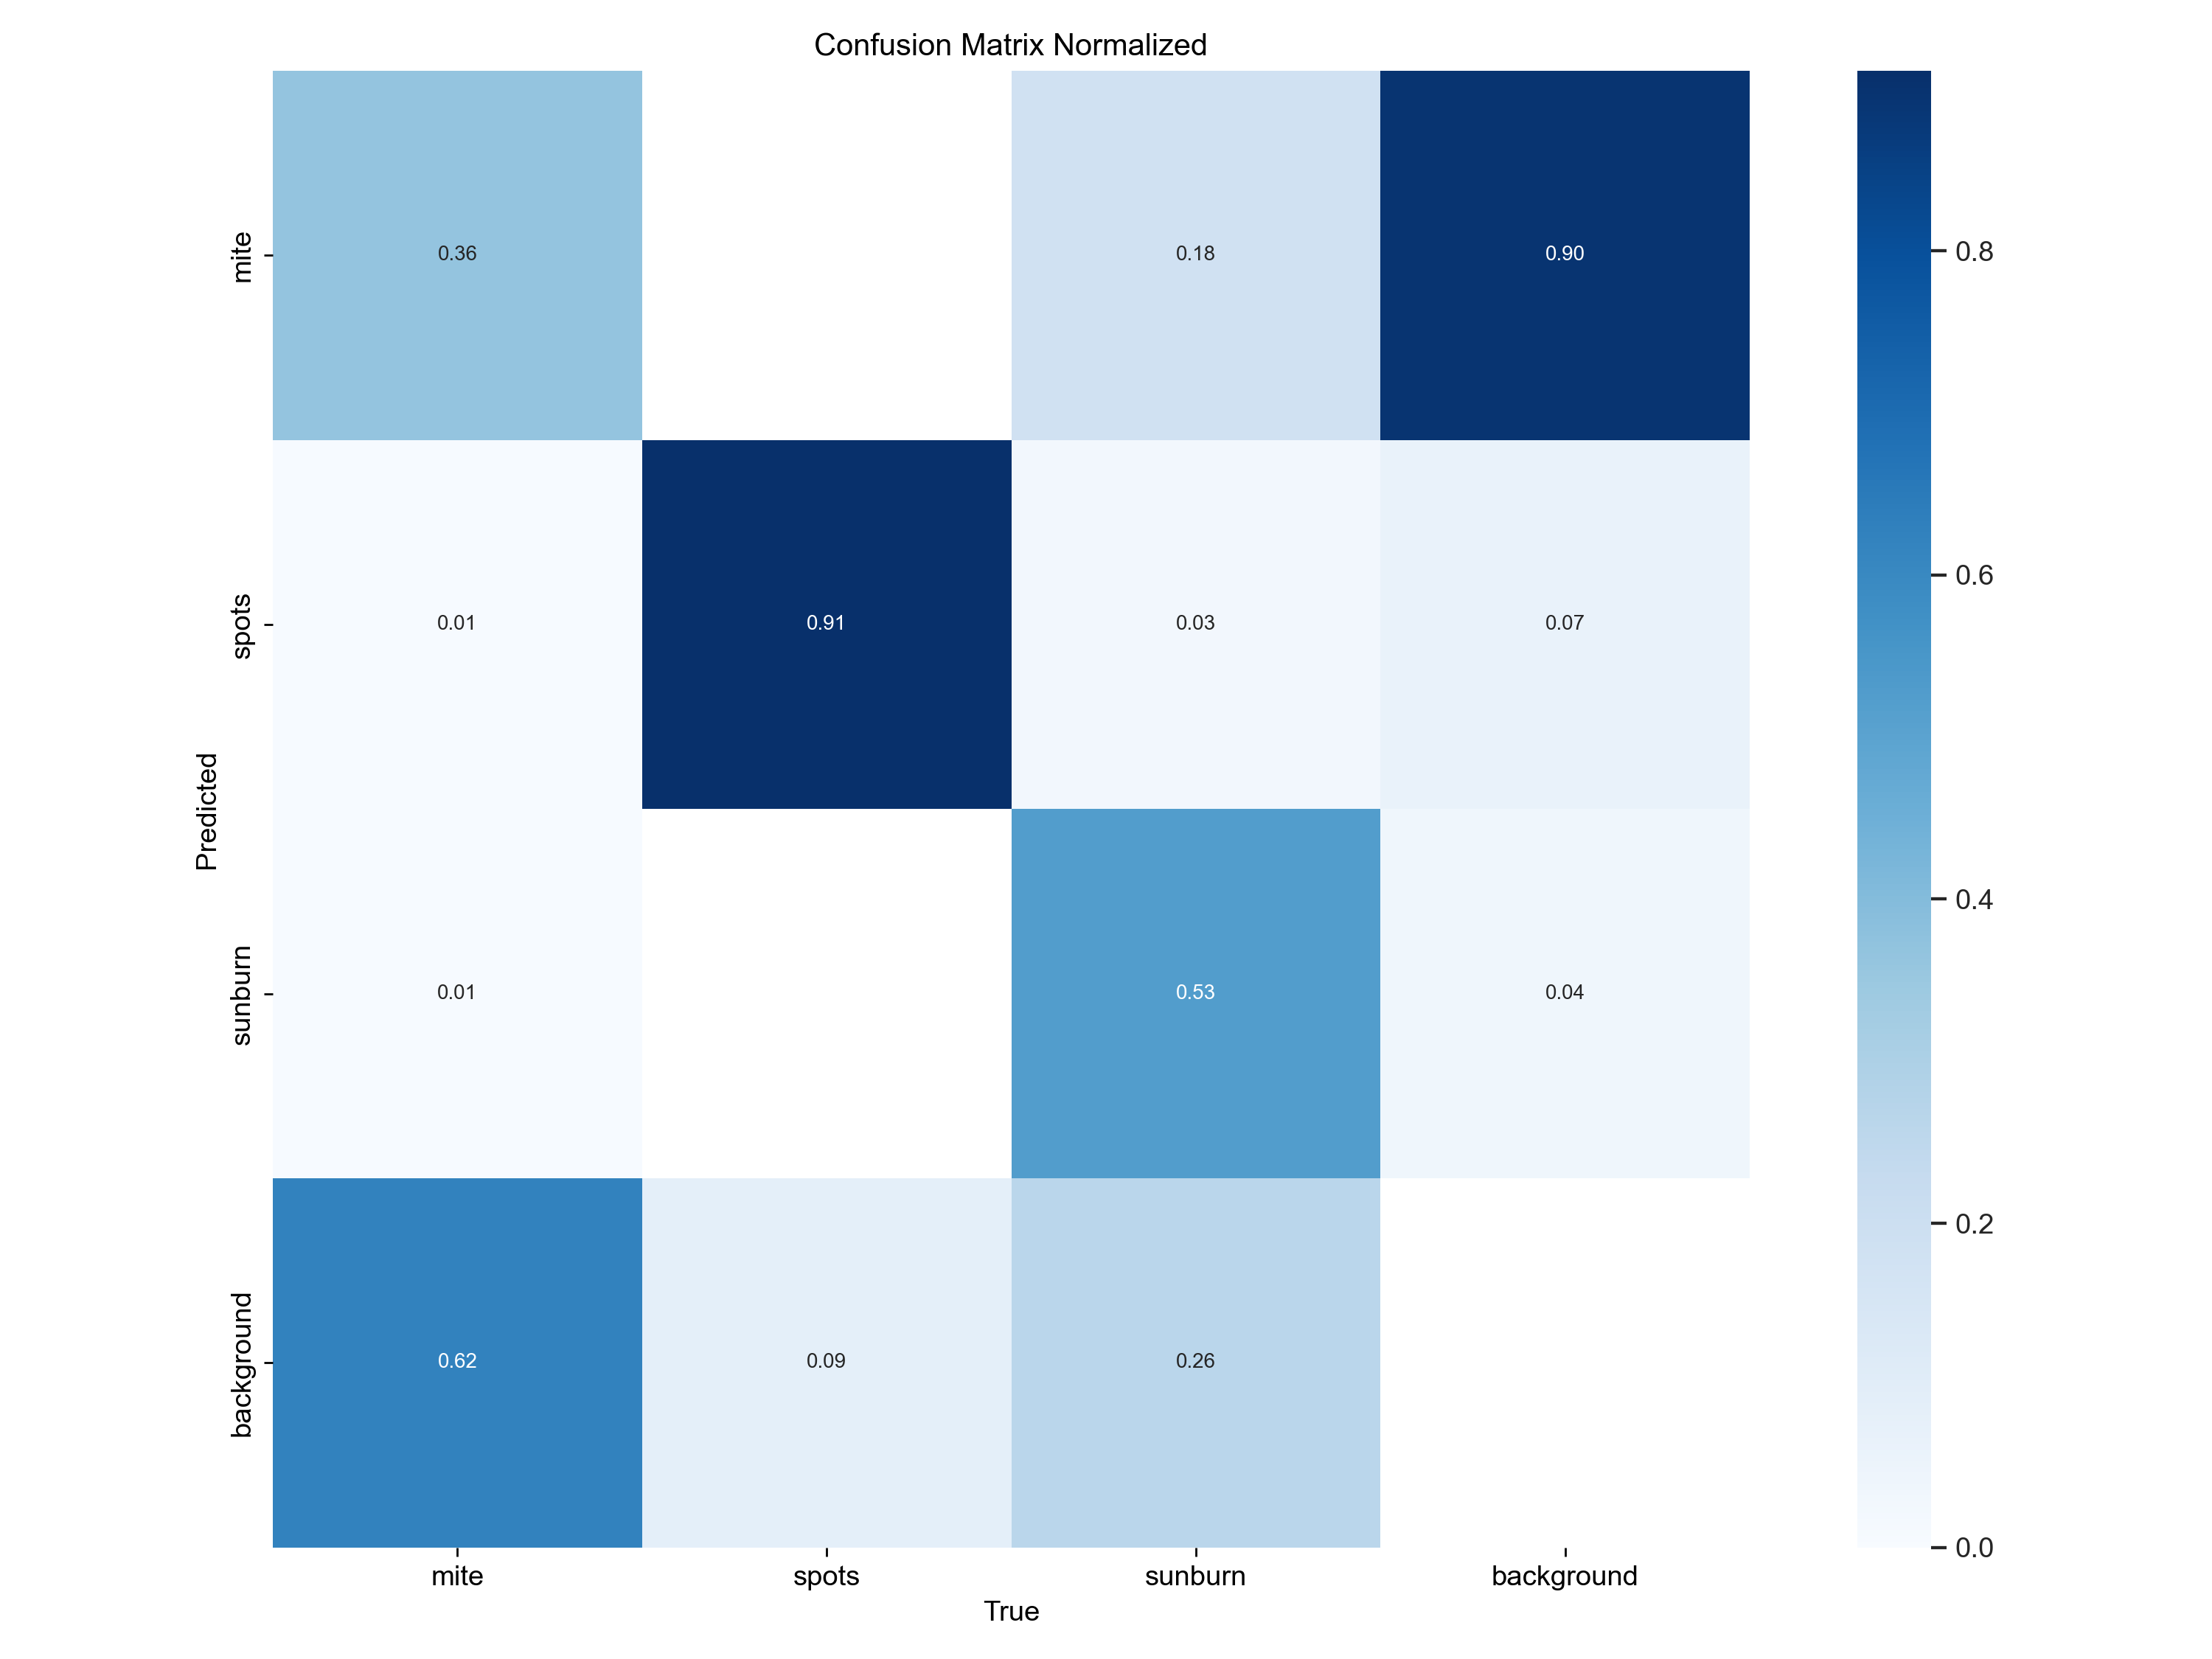 Confusion Matrix Normalized
mite
0.36
0.18
0.90
0.8
spots
0.01
0.91
0.03
0.07
0.6
Predicted
sunburn
0.01
0.53
0.04
0.4
background
0.62
0.09
0.26
0.2
0.0
mite
spots
sunburn
background
True